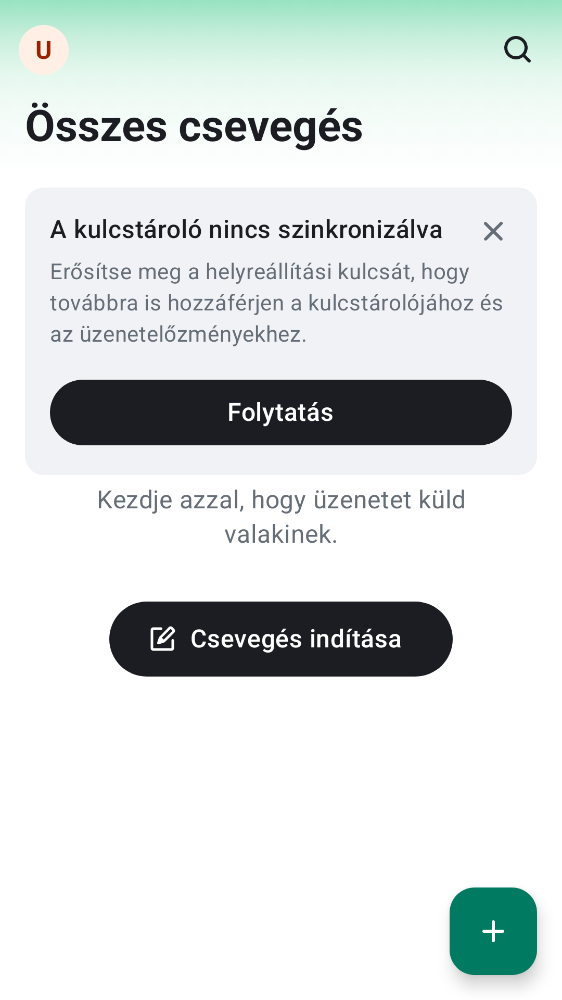 U
Összes csevegés
A kulcstároló nincs szinkronizálva
Erősítse meg a helyreállítási kulcsát, hogy
továbbra is hozzáférjen a kulcstárolójához és
az üzenetelőzményekhez.
Folytatás
Kezdje azzal, hogy üzenetet küld
valakinek.
Csevegés indítása